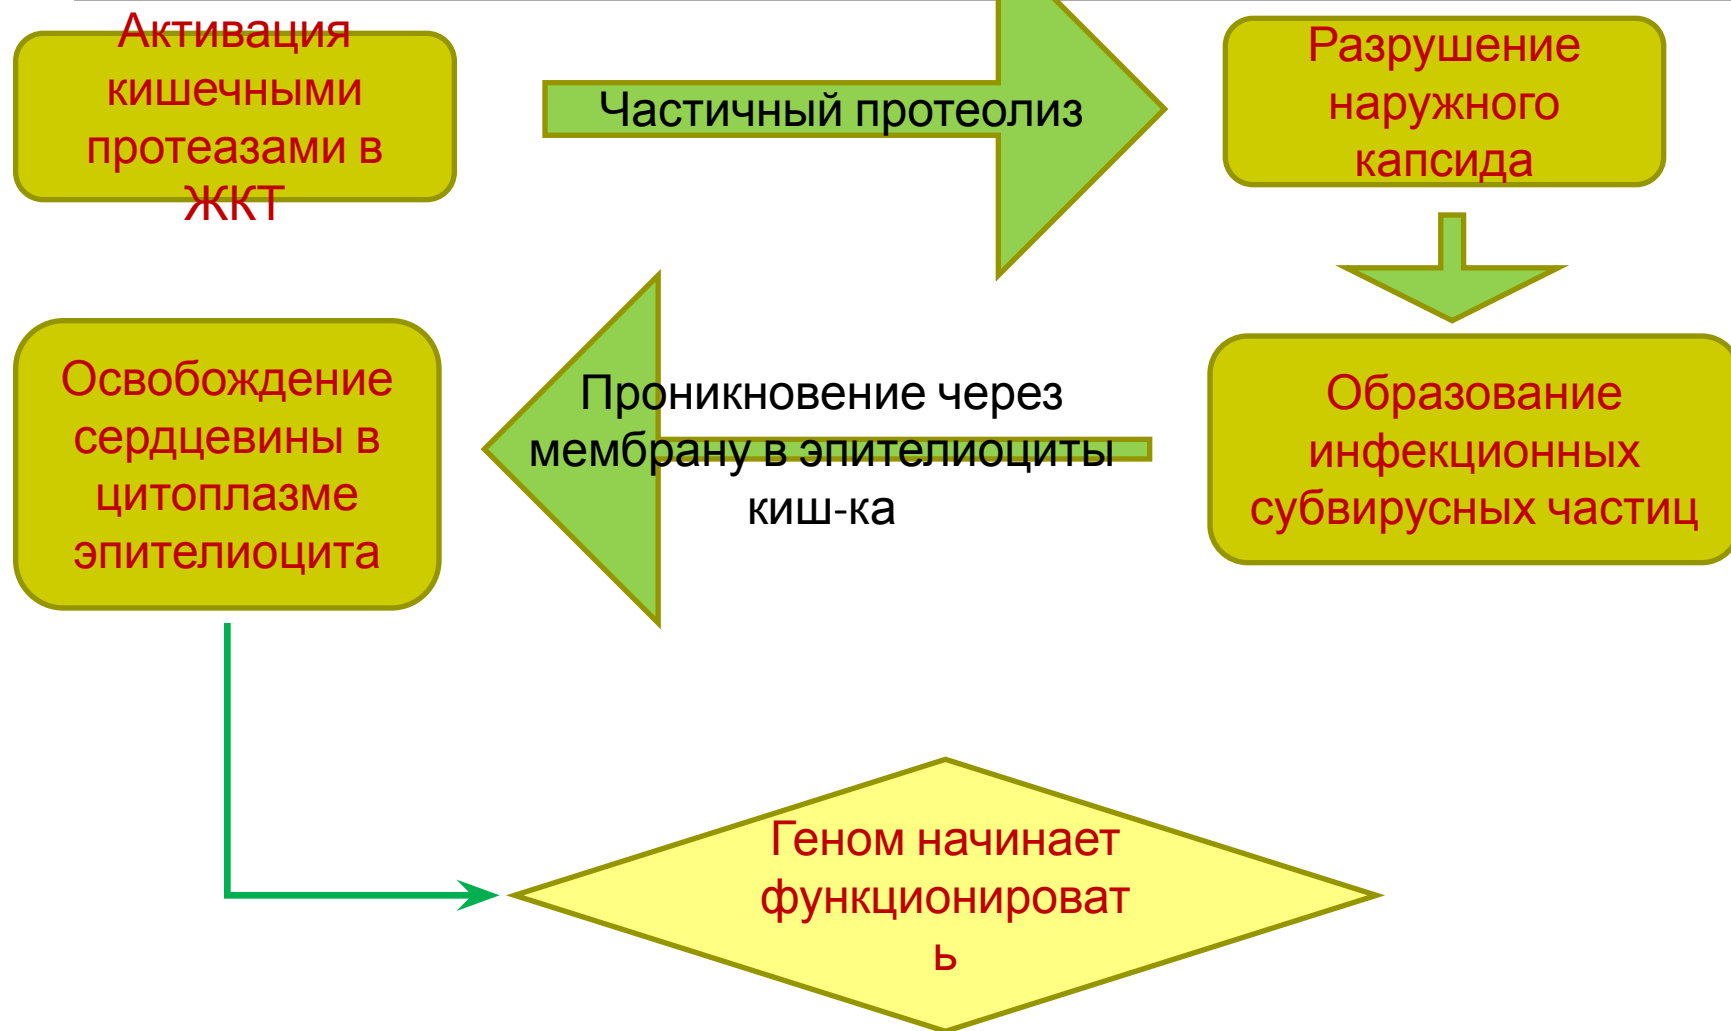 Активация
кишечными
протеазами в
ЖКТ
Частичный протеолиз
Разрушение
наружного
капсида
Образование
инфекционных
субвирусных частиц
Проникновение через
мембрану в эпителиоциты
киш-ка
Освобождение
сердцевины в
цитоплазме
эпителиоцита
Геном начинает
функционироват
ь